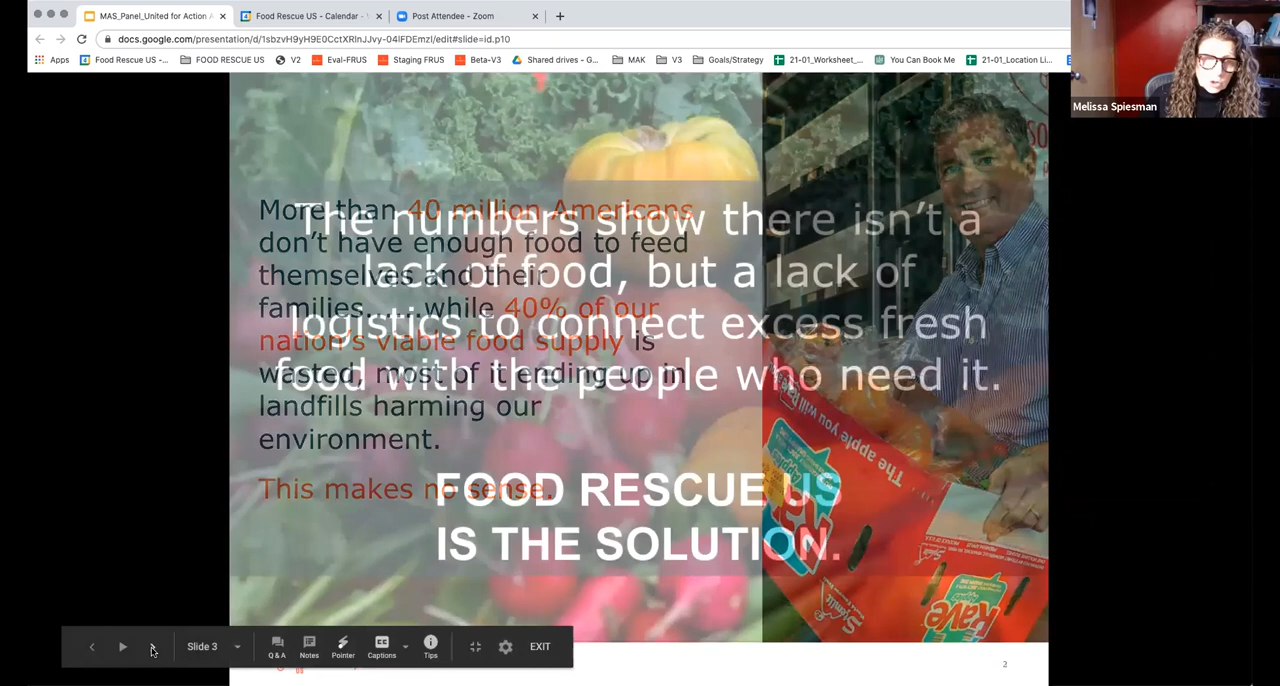 MAS_Panel_United for Action A
Food Rescue US - Calendar -
Post Attendee - Zoom
docs.google.com/presentation/d/1sbzvH9yH9E0CctXRlnJJvy-04lFDEmzl/edit#slide=id.p10
Apps
Food Rescue US -...
FOOD RESCUE US
V2
Eval-FRUS
Staging FRUS
Beta-V3
Shared drives - G...
MAK
V3
Goals/Strategy
21-01_Worksheet_...
You Can Book Me
21-01_Location Li...
Melissa Spiesman
More than 40 million Americans
don't have enough food to feed
themselves and their
families......while 40% of our
nation's viable food supply is
wasted, most of it ending up in
landfills harming our
environment.
This makes no sense.
The numbers show there isn't a
lack of food, but a lack of
logistics to connect excess fresh
food with the people who need it.
FOOD RESCUE US
IS THE SOLUTION.
The apple you will
Rave
Stemilt
Rave
2
Slide 3
Q & A
Notes
Pointer
Captions
Tips
EXIT